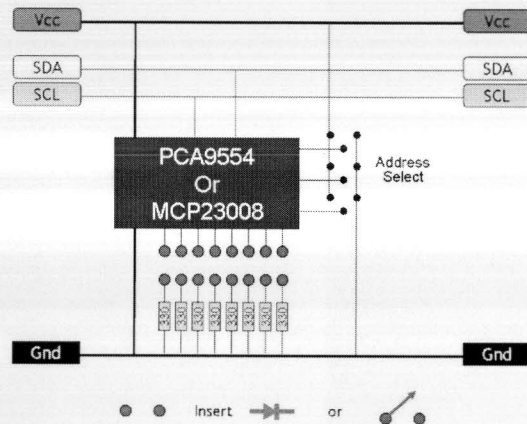 Vcc
Vcc
SDA
SDA
SCL
SCL
PCA9554
Or
MCP23008
Address
Select
330 330 330 330 330 330 330 330
Gnd
Gnd
Insert or